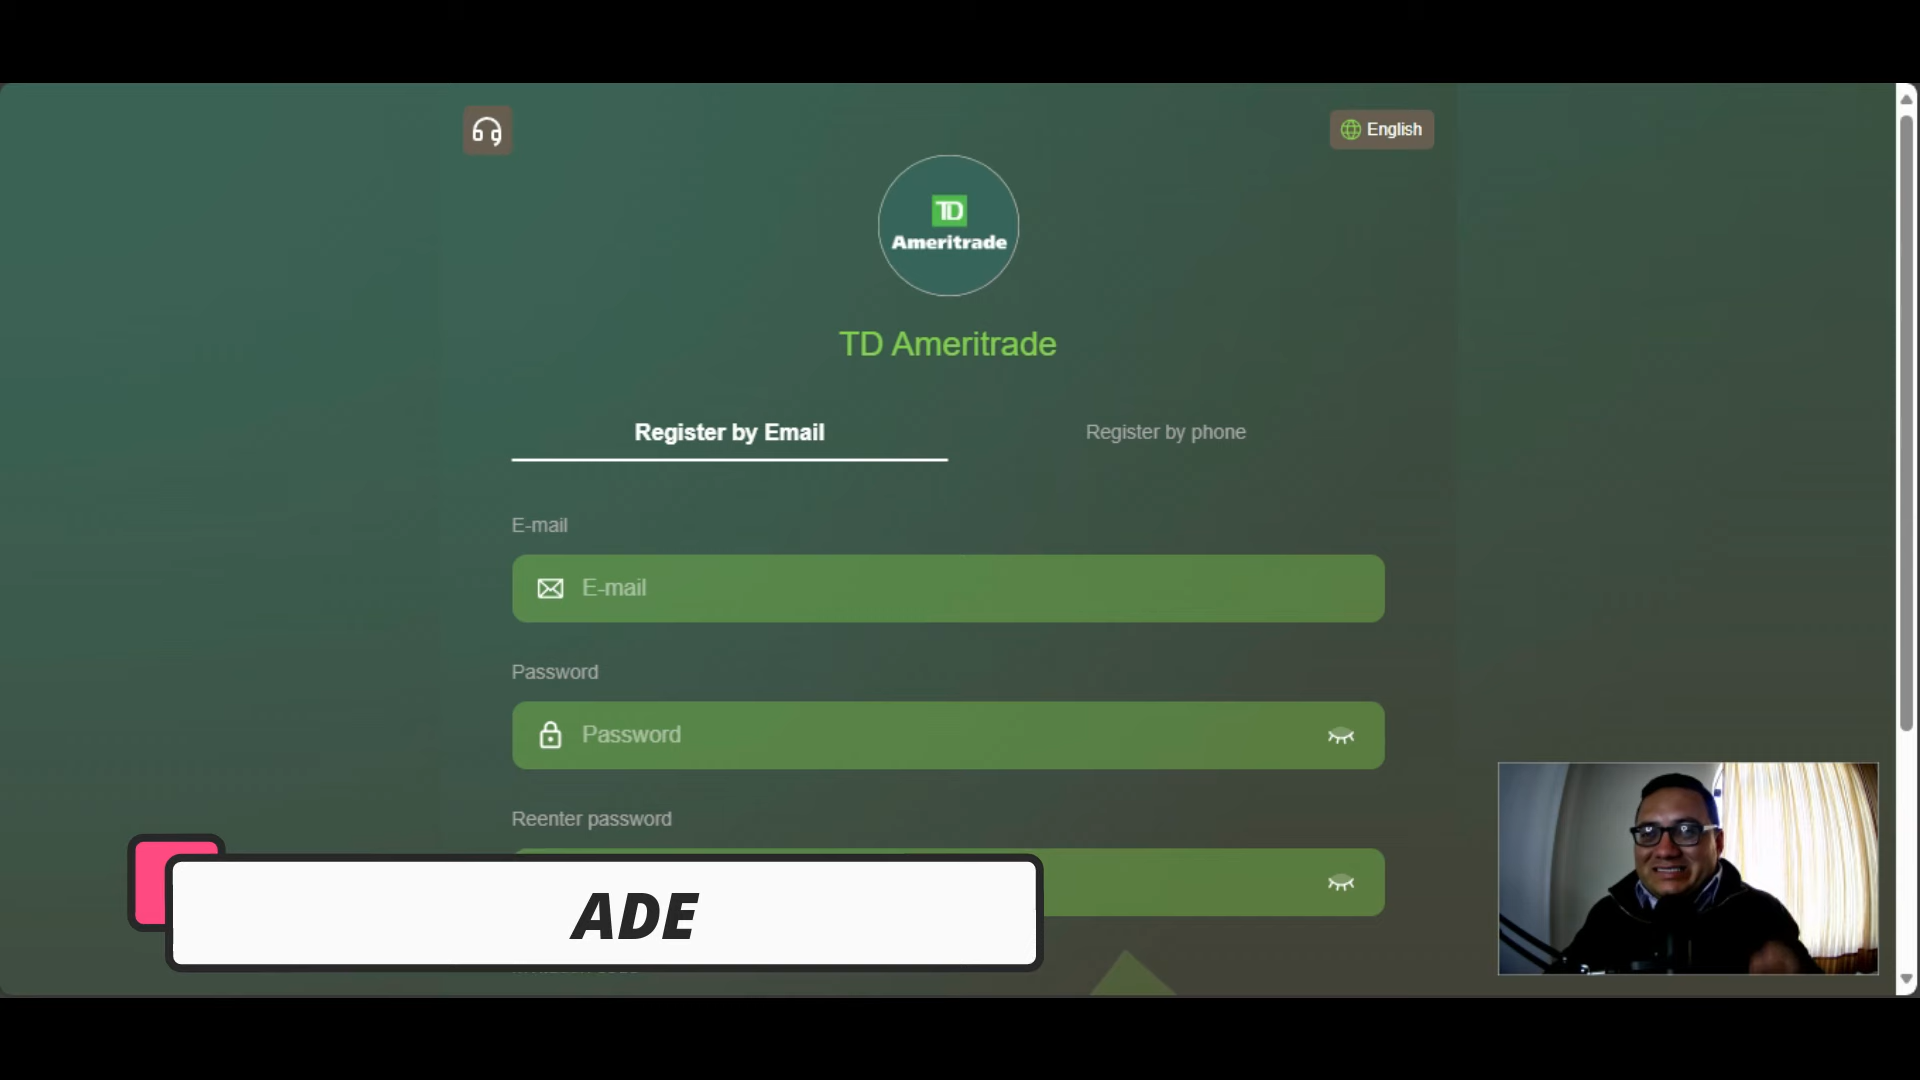 English
TD
Ameritrade
TD Ameritrade
Register by Email
Register by phone
E-mail
E-mail
Password
Password
Reenter password
ADE